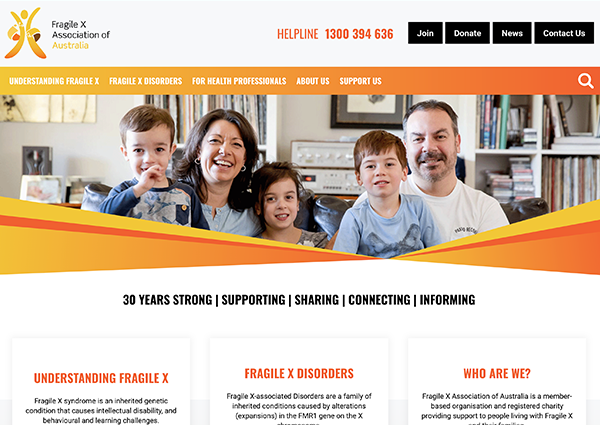 Fragile X
Association of
Australia
HELPLINE 1300 394 636
Join
Donate
News
Contact Us
UNDERSTANDING FRAGILE X
FRAGILE X DISORDERS
FOR HEALTH PROFESSIONALS
ABOUT US
SUPPORT US
30 YEARS STRONG | SUPPORTING | SHARING | CONNECTING | INFORMING
UNDERSTANDING FRAGILE X
Fragile X syndrome is an inherited genetic
condition that causes intellectual disability, and
behavioural and learning challenges.
FRAGILE X DISORDERS
Fragile X-associated Disorders are a family of
inherited conditions caused by alterations
(expansions) in the FMR1 gene on the X
chromosome.
WHO ARE WE?
Fragile X Association of Australia is a member-
based organisation and registered charity
providing support to people living with Fragile X
and their families.